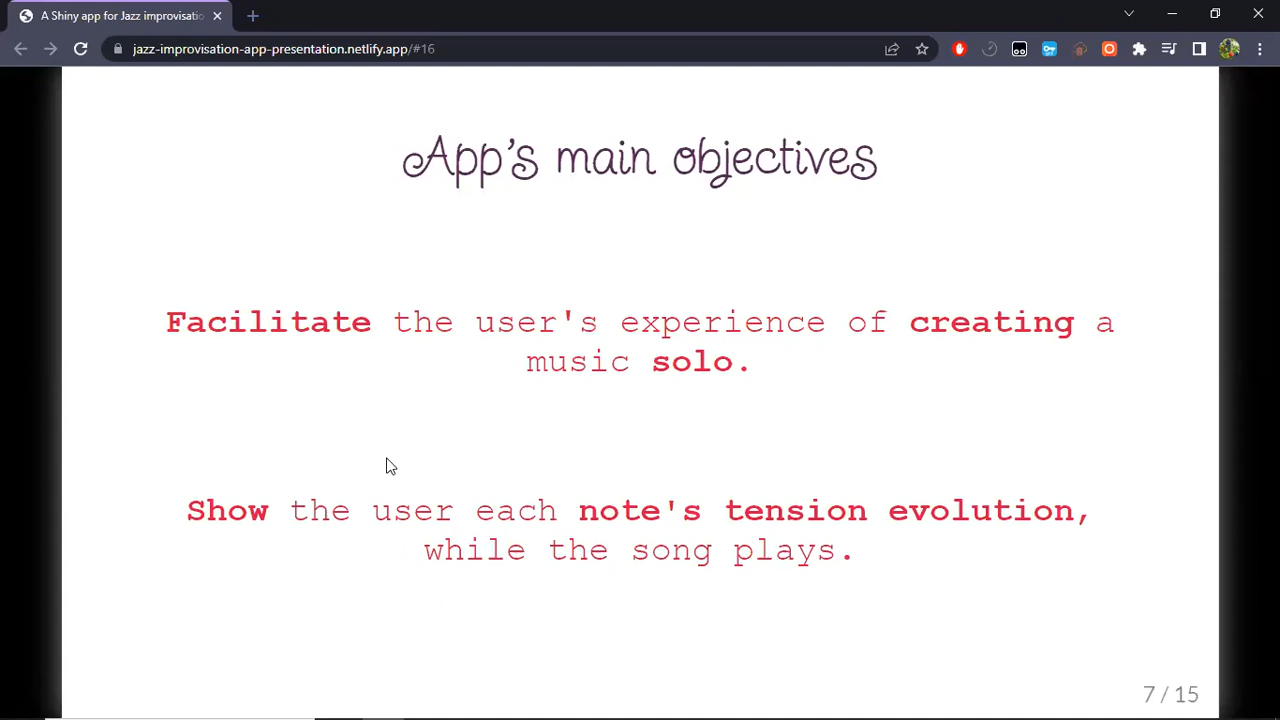 A Shiny app for Jazz improvisatio
jazz-improvisation-app-presentation.netlify.app/#16
App's main objectives
Facilitate the user's experience of creating a
music solo.
Show the user each note's tension evolution,
while the song plays.
7 / 15